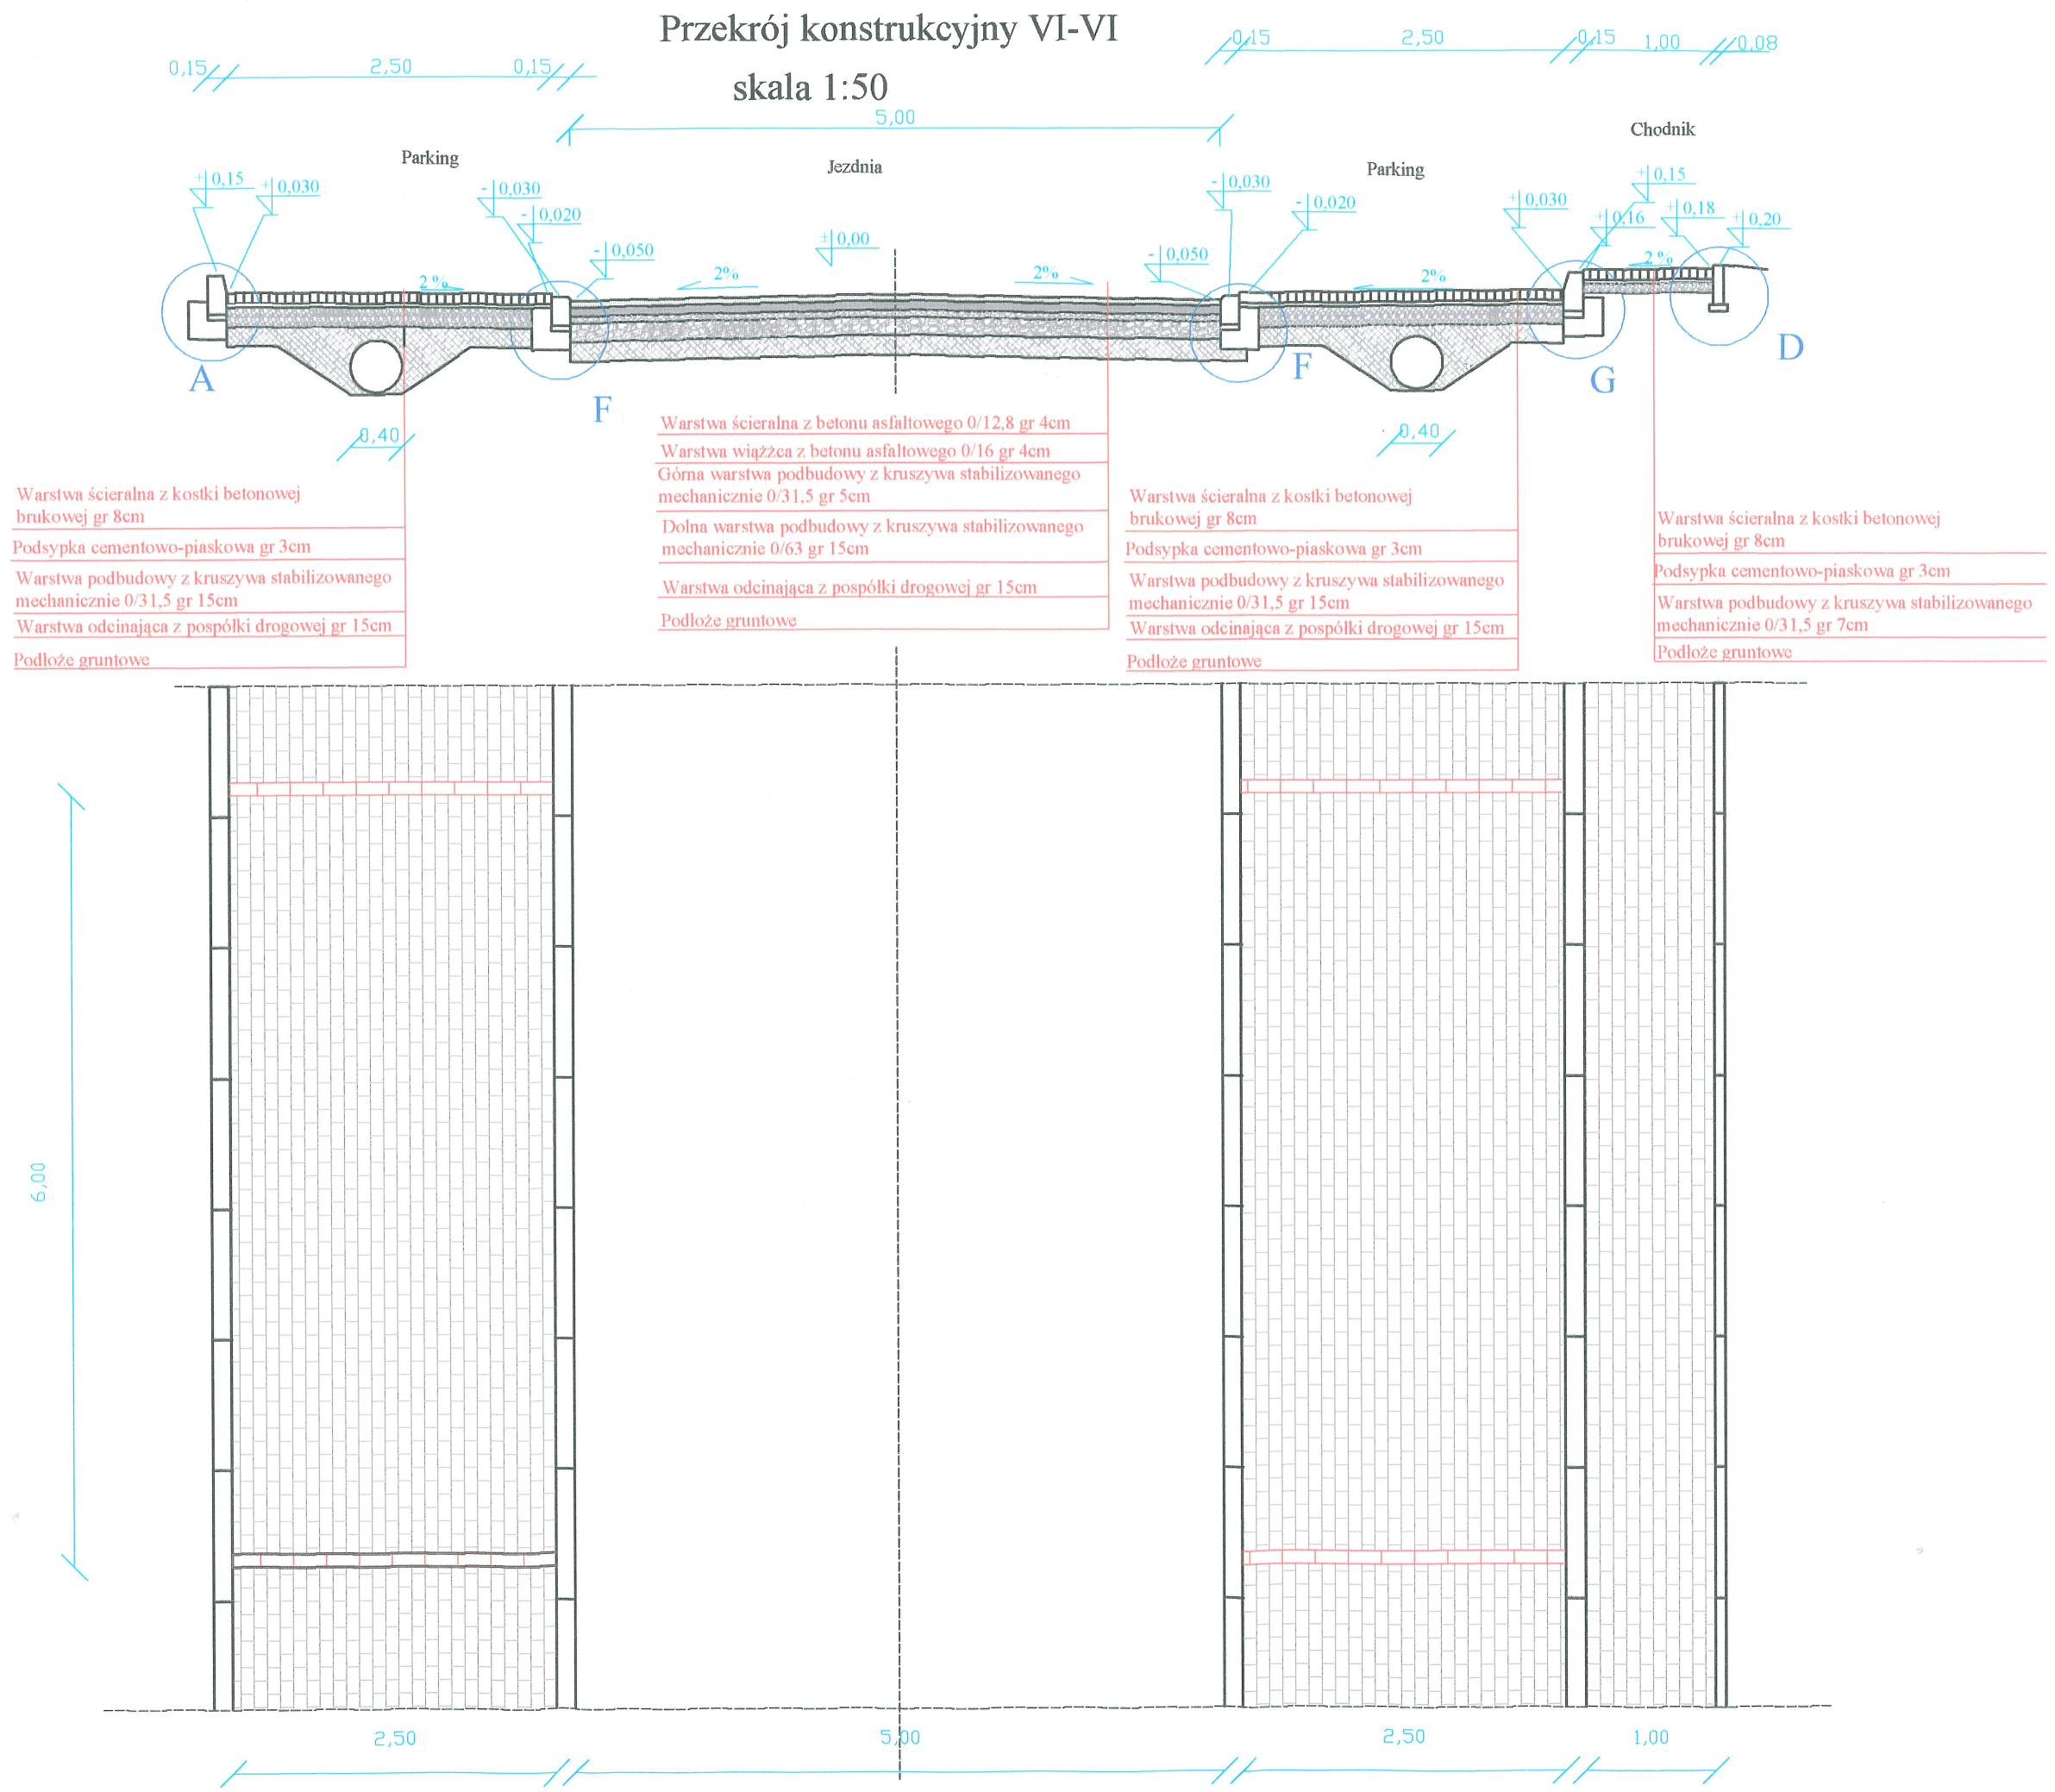 Przekrój konstrukcyjny VI-VI
skala 1:50
0,15
2,50
0,15
5,00
0,15
2,50
0,15
1,00
0,08
Parking
Jezdnia
Parking
Chodnik
+0,15
+0,030
-0,030
-0,020
-0,050
±0,00
-0,050
-0,030
-0,020
+0,030
+0,15
+0,16
+0,18
+0,20
2%
2%
2%
2%
2%
A
F
F
G
D
0,40
0,40
Warstwa ścieralna z kostki betonowej
brukowej gr 8cm
Podsypka cementowo-piaskowa gr 3cm
Warstwa podbudowy z kruszywa stabilizowanego
mechanicznie 0/31,5 gr 15cm
Warstwa odcinająca z pospółki drogowej gr 15cm
Podłoże gruntowe
Warstwa ścieralna z betonu asfaltowego 0/12,8 gr 4cm
Warstwa wiążżca z betonu asfaltowego 0/16 gr 4cm
Górna warstwa podbudowy z kruszywa stabilizowanego
mechanicznie 0/31,5 gr 5cm
Dolna warstwa podbudowy z kruszywa stabilizowanego
mechanicznie 0/63 gr 15cm
Warstwa odcinająca z pospółki drogowej gr 15cm
Podłoże gruntowe
Warstwa ścieralna z kostki betonowej
brukowej gr 8cm
Podsypka cementowo-piaskowa gr 3cm
Warstwa podbudowy z kruszywa stabilizowanego
mechanicznie 0/31,5 gr 15cm
Warstwa odcinająca z pospółki drogowej gr 15cm
Podłoże gruntowe
Warstwa ścieralna z kostki betonowej
brukowej gr 8cm
Podsypka cementowo-piaskowa gr 3cm
Warstwa podbudowy z kruszywa stabilizowanego
mechanicznie 0/31,5 gr 7cm
Podłoże gruntowe
6,00
2,50
5,00
2,50
1,00